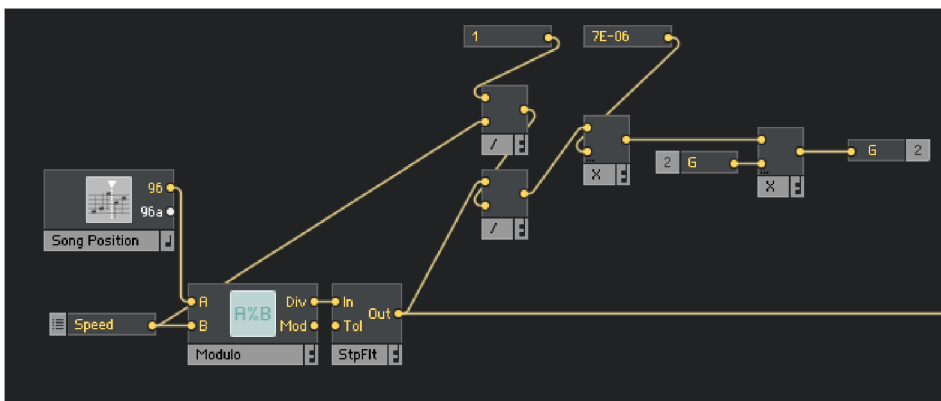 1
7E-06
/
X
2 G
X
G 2
/
96
96a
Song Position
Speed
A
B
A%B
Div
Mod
Modulo
In
Tol
Out
StpFlt